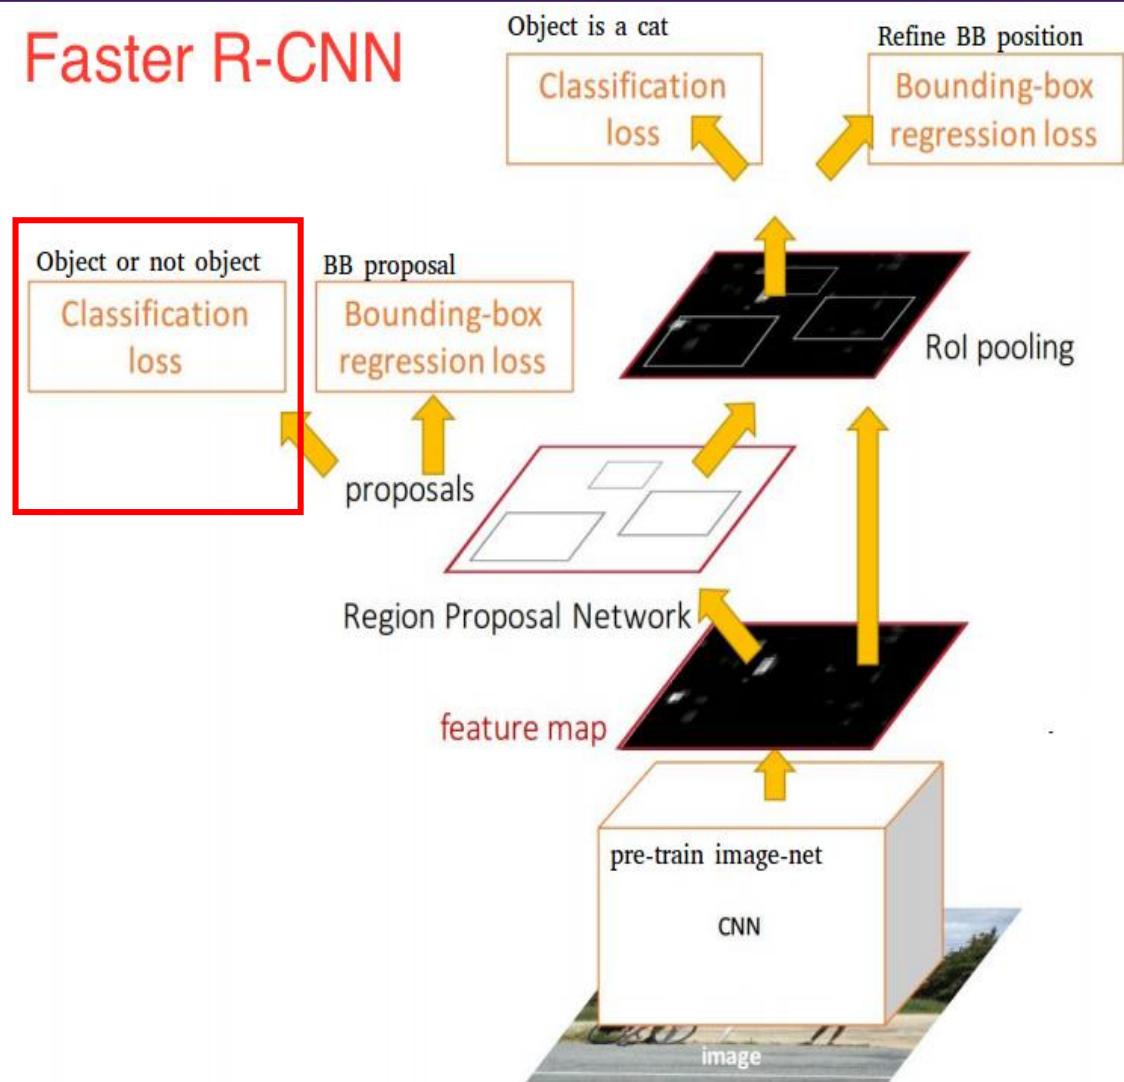 Faster R-CNN
Object is a cat
Classification
loss
Refine BB position
Bounding-box
regression loss
Object or not object
Classification
loss
BB proposal
Bounding-box
regression loss
RoI pooling
proposals
Region Proposal Network
feature map
pre-train image-net
CNN
image